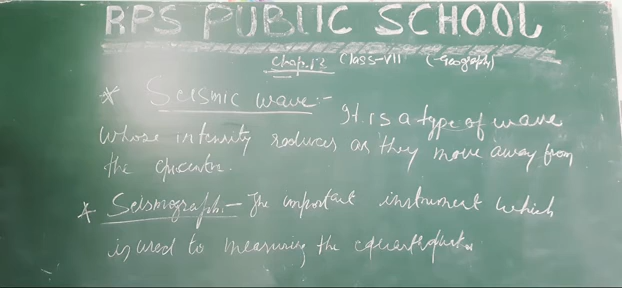 RPS PUBLIC SCHOOL
Chap. 12 Class-VII (Geography)
* Seismic wave:- It is a type of wave
whose intensity reduces as they move away from
the epicentre.
* Seismograph - The important instrument which
is used to measuring the